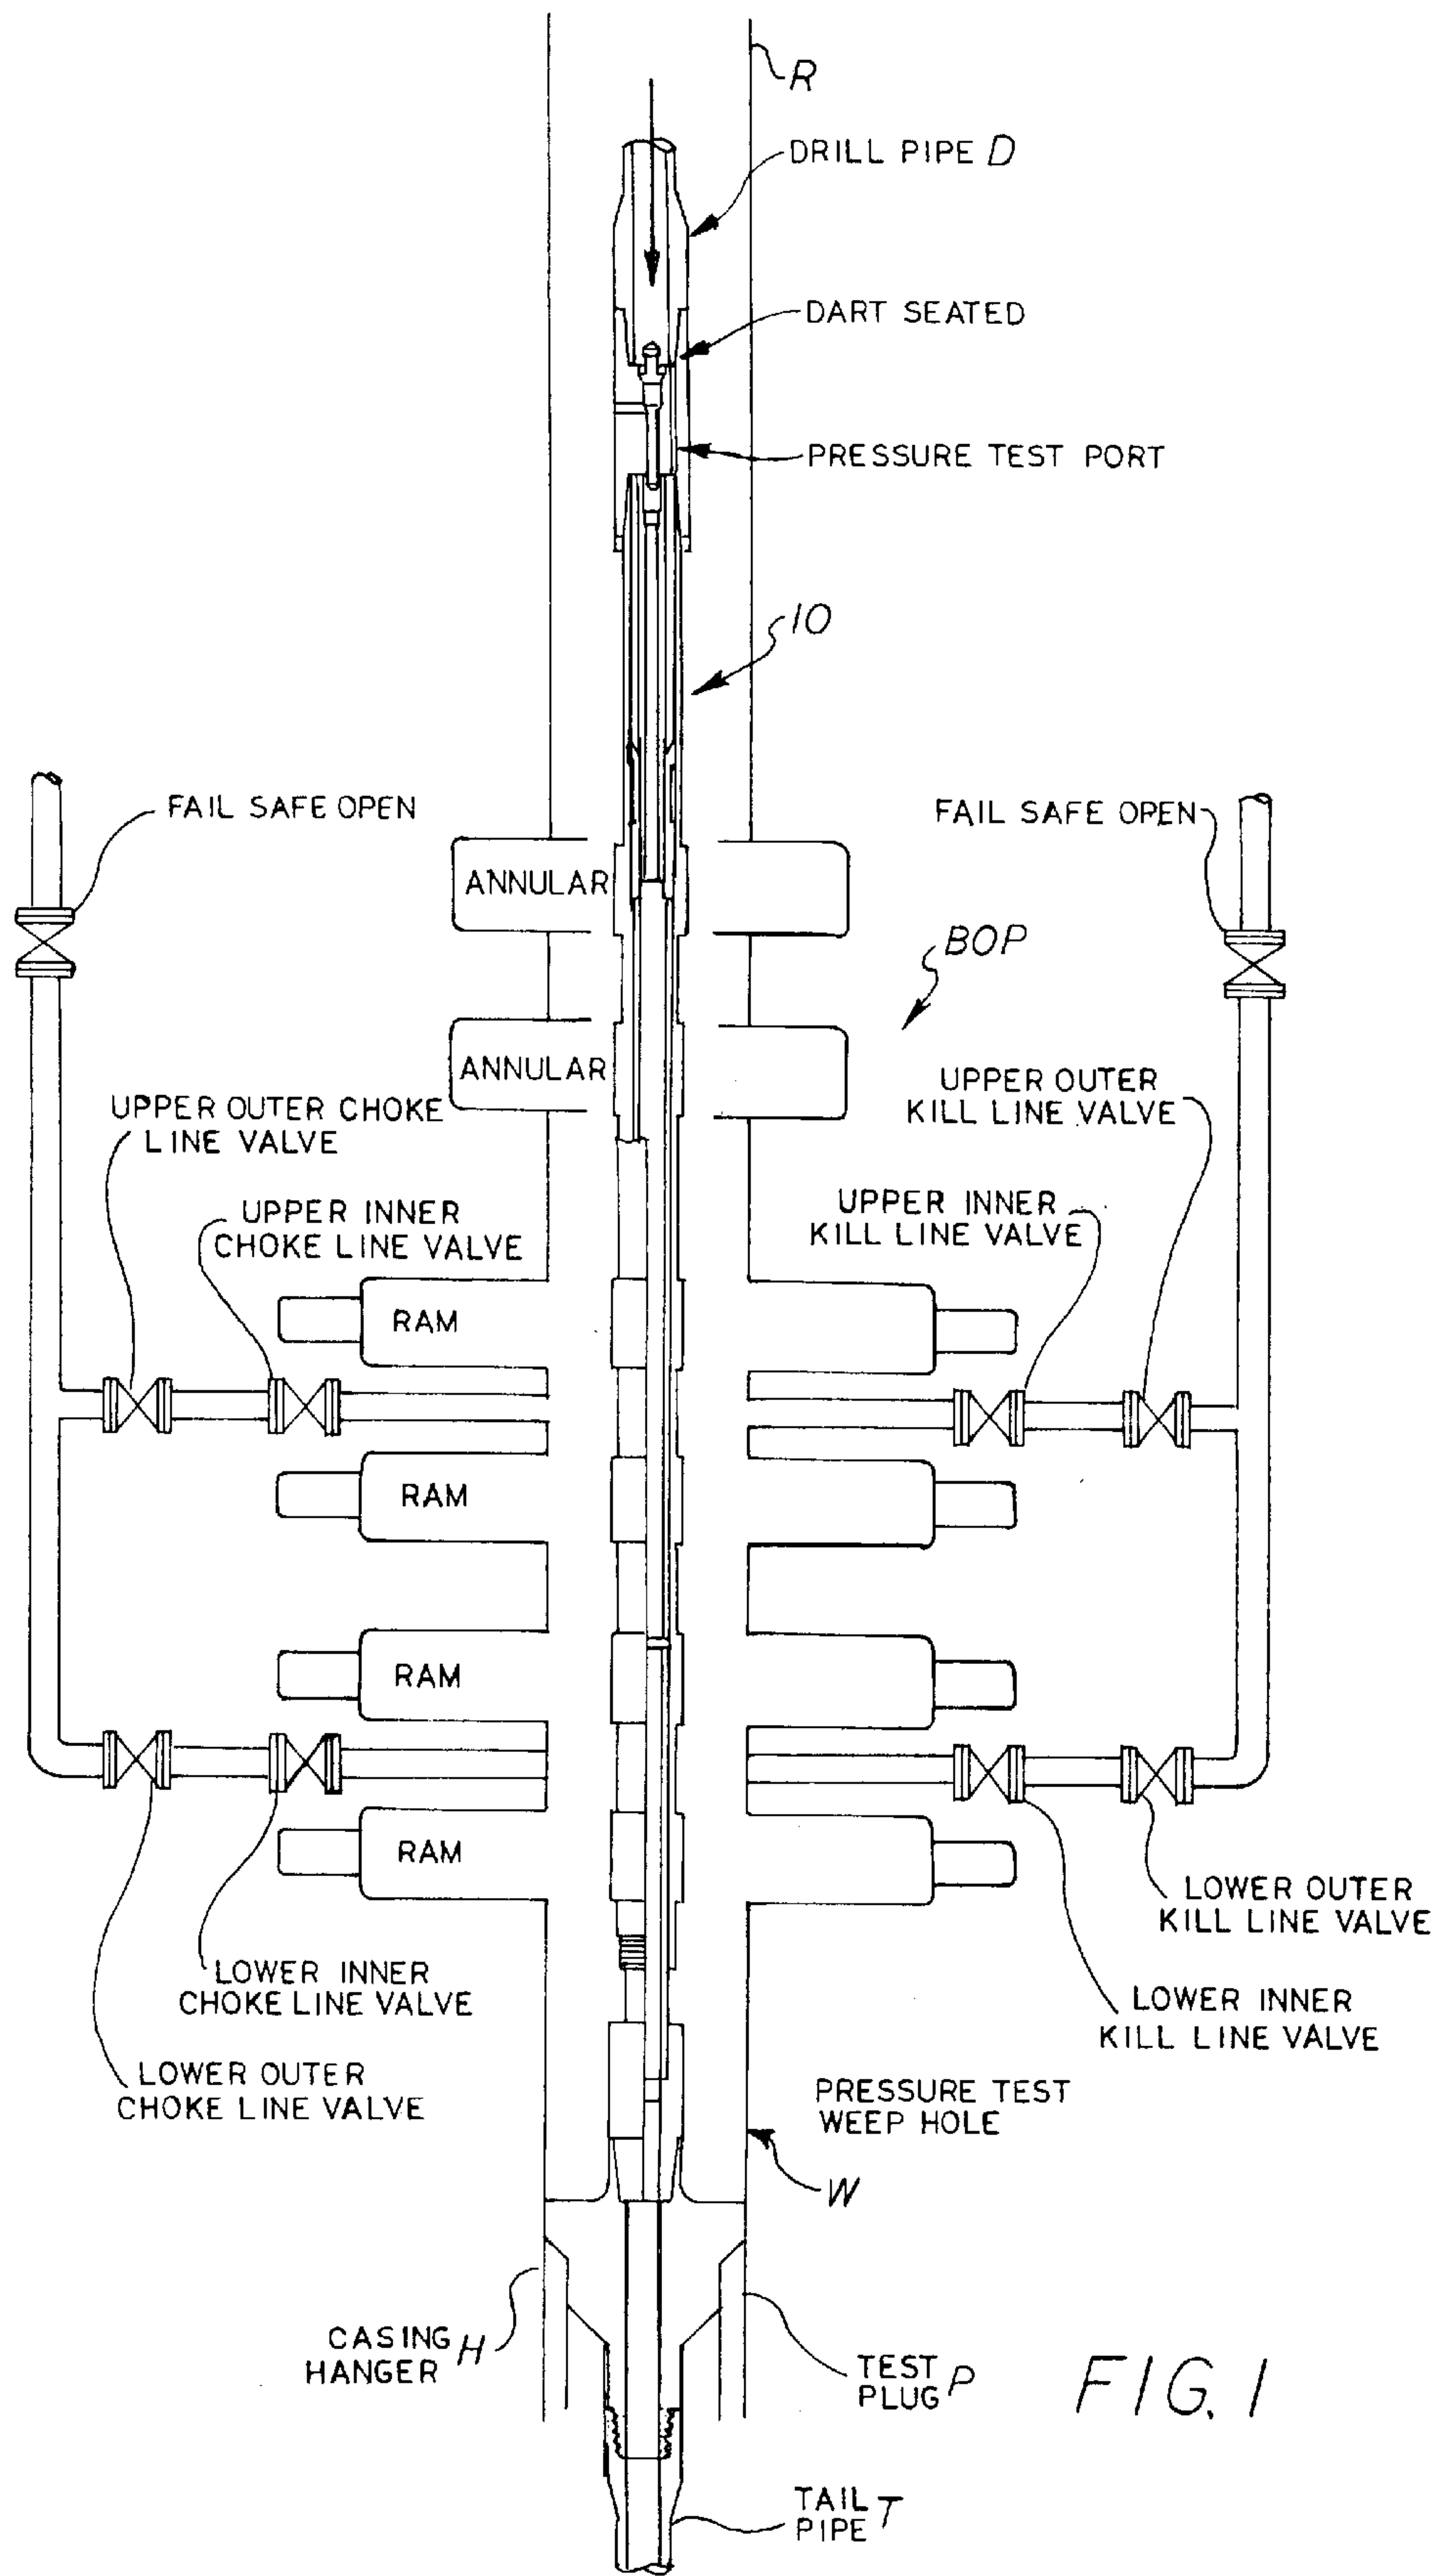 R
DRILL PIPE D
DART SEATED
PRESSURE TEST PORT
10
FAIL SAFE OPEN
FAIL SAFE OPEN
ANNULAR
BOP
ANNULAR
UPPER OUTER
KILL LINE VALVE
UPPER OUTER CHOKE
LINE VALVE
UPPER INNER
KILL LINE VALVE
UPPER INNER
CHOKE LINE VALVE
RAM
RAM
RAM
RAM
LOWER OUTER
KILL LINE VALVE
LOWER INNER
CHOKE LINE VALVE
LOWER INNER
KILL LINE VALVE
LOWER OUTER
CHOKE LINE VALVE
PRESSURE TEST
WEEP HOLE
W
CASING
HANGER H
TEST
PLUG P
FIG. 1
TAIL
PIPE T